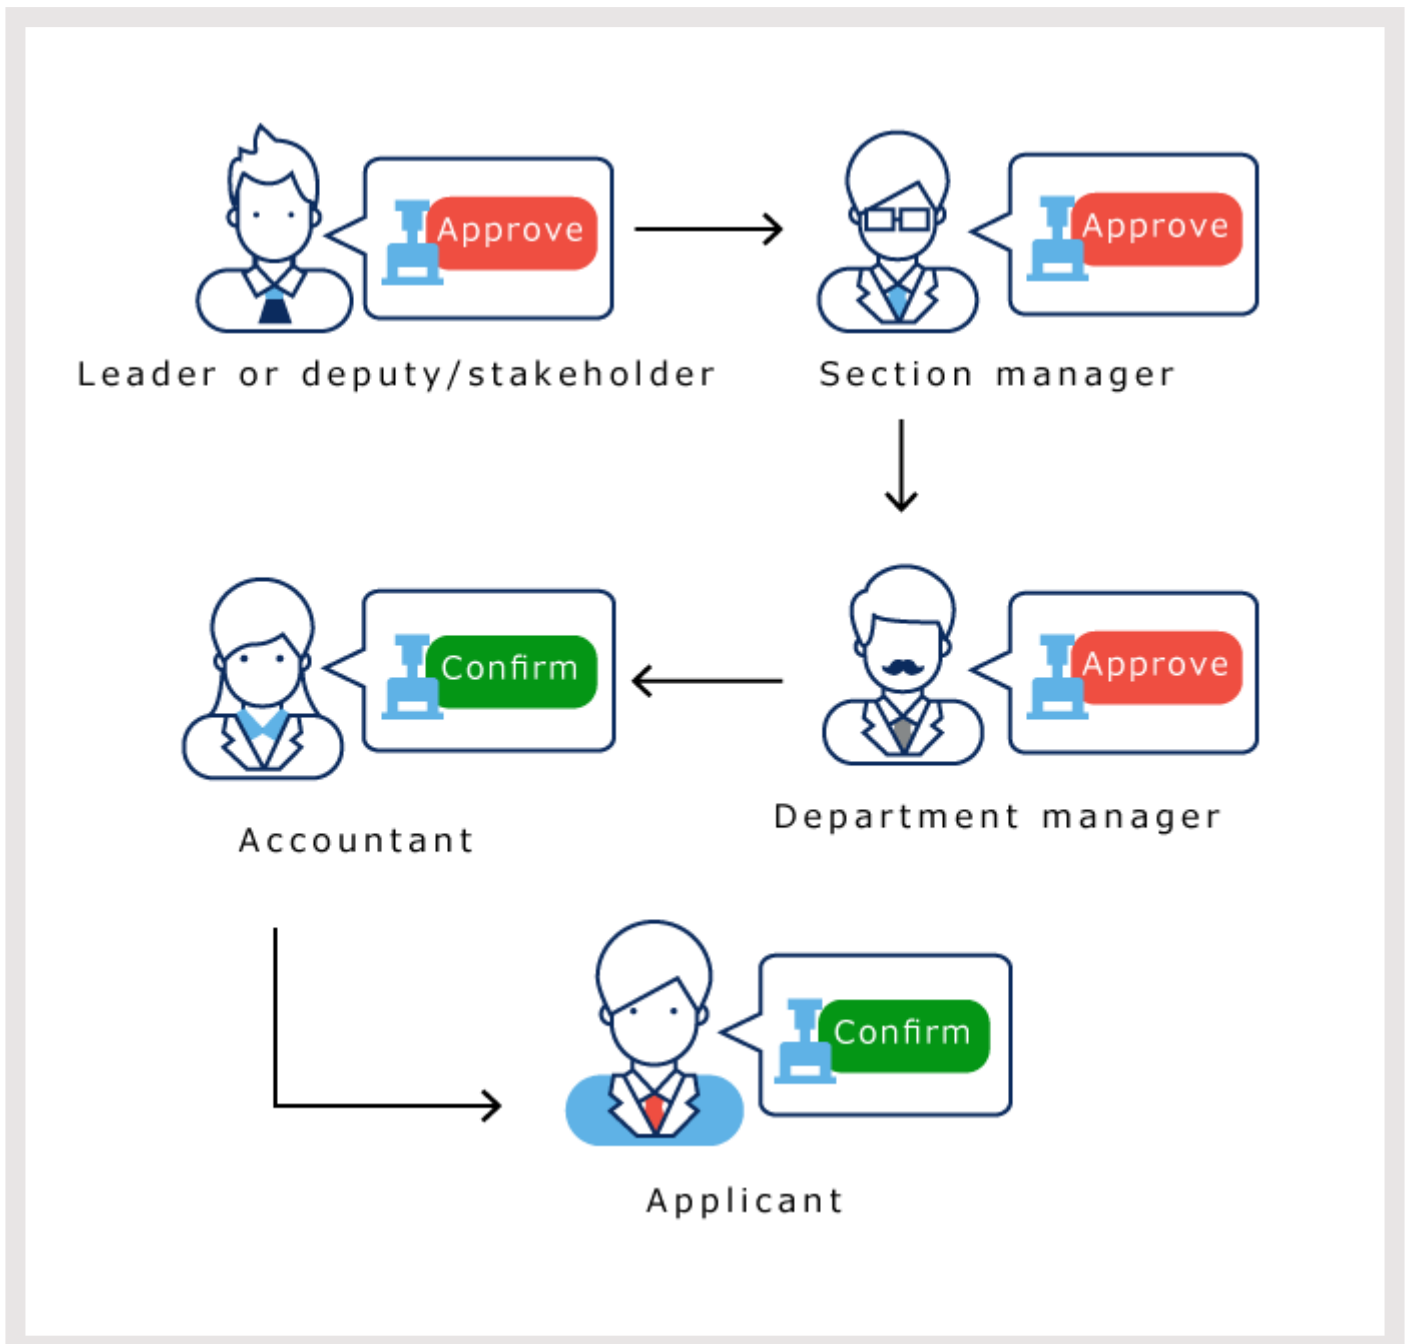 Approve
Leader or deputy/stakeholder
Approve
Section manager
Approve
Department manager
Confirm
Accountant
Confirm
Applicant